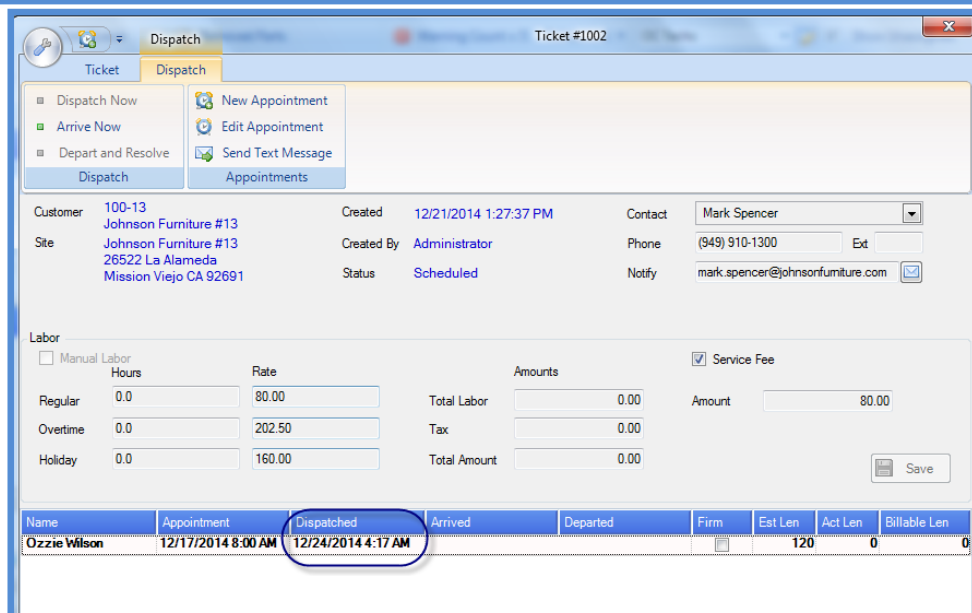 Dispatch
Ticket #1002
Ticket Dispatch
Dispatch Now
Arrive Now
Depart and Resolve
Dispatch
New Appointment
Edit Appointment
Send Text Message
Appointments
Customer 100-13
Johnson Furniture #13
Site Johnson Furniture #13
26522 La Alameda
Mission Viejo CA 92691
Created 12/21/2014 1:27:37 PM
Created By Administrator
Status Scheduled
Contact Mark Spencer
Phone (949) 910-1300 Ext
Notify mark.spencer@johnsonfurniture.com
Labor
Manual Labor
Hours Rate Amounts
Service Fee
Regular 0.0 80.00 Total Labor 0.00 Amount 80.00
Overtime 0.0 202.50 Tax 0.00
Holiday 0.0 160.00 Total Amount 0.00
Save
Name Appointment Dispatched Arrived Departed Firm Est Len Act Len Billable Len
Ozzie Wilson 12/17/2014 8:00 AM 12/24/2014 4:17 AM 120 0 0